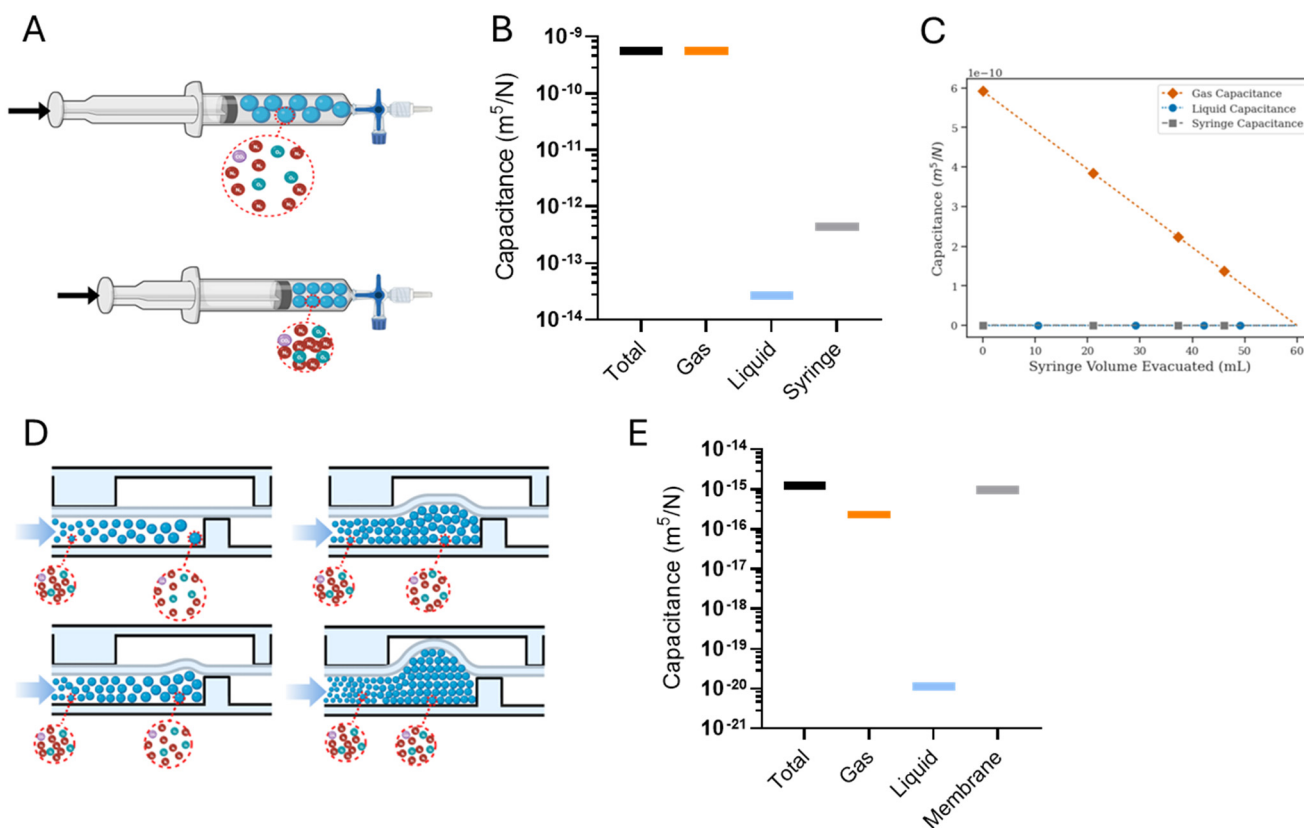 A
B
Capacitance (m⁵/N)
10⁻⁹
10⁻¹⁰
10⁻¹¹
10⁻¹²
10⁻¹³
10⁻¹⁴
Total
Gas
Liquid
Syringe
C
1e−10
Capacitance (m⁵/N)
6
5
4
3
2
1
0
Gas Capacitance
Liquid Capacitance
Syringe Capacitance
0
10
20
30
40
50
60
Syringe Volume Evacuated (mL)
D
E
Capacitance (m⁵/N)
10⁻¹⁴
10⁻¹⁵
10⁻¹⁶
10⁻¹⁷
10⁻¹⁸
10⁻¹⁹
10⁻²⁰
10⁻²¹
Total
Gas
Liquid
Membrane